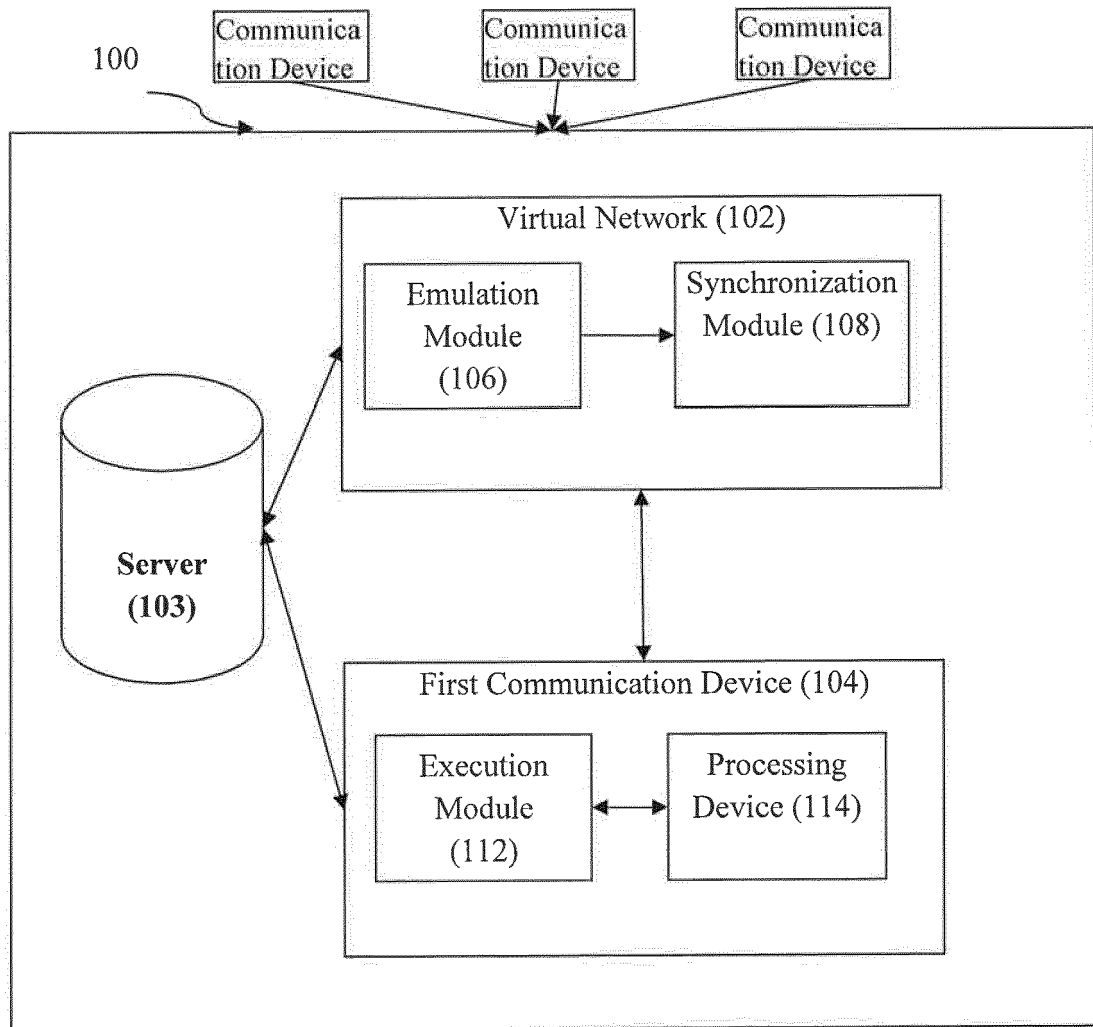 100
Communica
tion Device
Communica
tion Device
Communica
tion Device
Virtual Network (102)
Emulation
Module
(106)
Synchronization
Module (108)
Server
(103)
First Communication Device (104)
Execution
Module
(112)
Processing
Device (114)